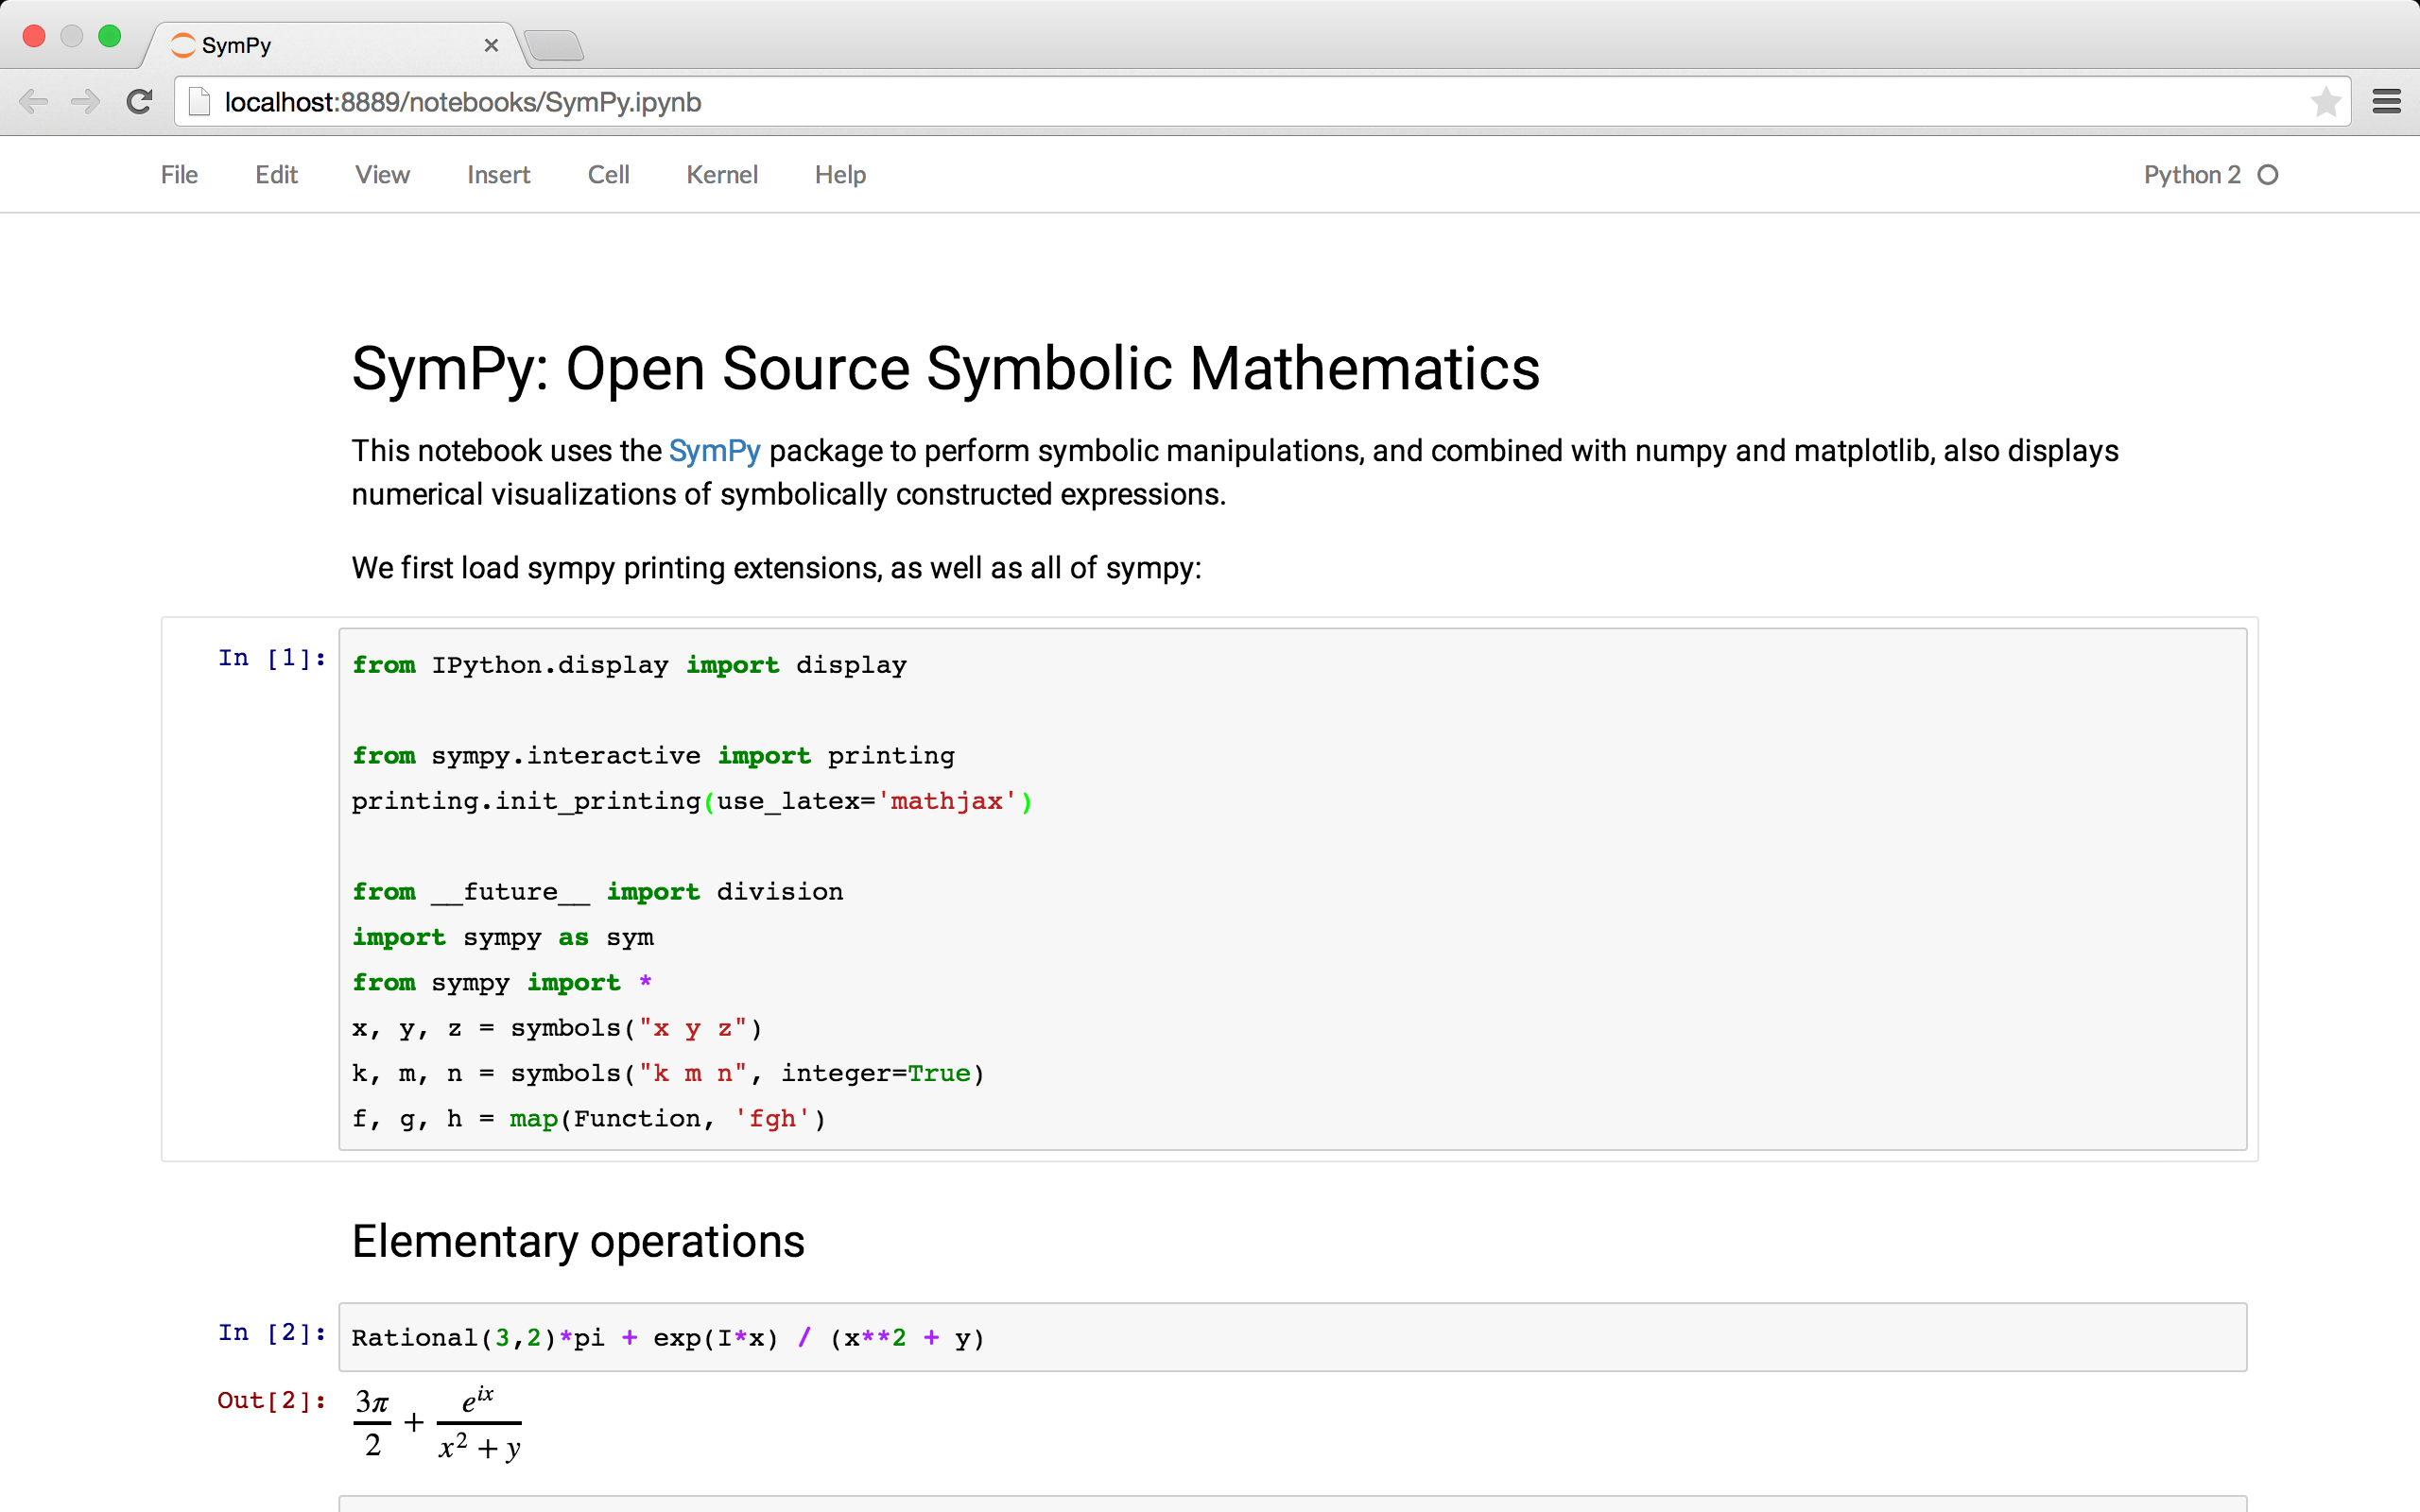 SymPy
localhost:8889/notebooks/SymPy.ipynb
File Edit View Insert Cell Kernel Help Python 2
SymPy: Open Source Symbolic Mathematics
This notebook uses the SymPy package to perform symbolic manipulations, and combined with numpy and matplotlib, also displays
numerical visualizations of symbolically constructed expressions.
We first load sympy printing extensions, as well as all of sympy:
In [1]:
from IPython.display import display
from sympy.interactive import printing
printing.init_printing(use_latex='mathjax')
from __future__ import division
import sympy as sym
from sympy import *
x, y, z = symbols("x y z")
k, m, n = symbols("k m n", integer=True)
f, g, h = map(Function, 'fgh')
Elementary operations
In [2]: Rational(3,2)*pi + exp(I*x) / (x**2 + y)
Out[2]: 3π/2 + e^{ix}/(x² + y)